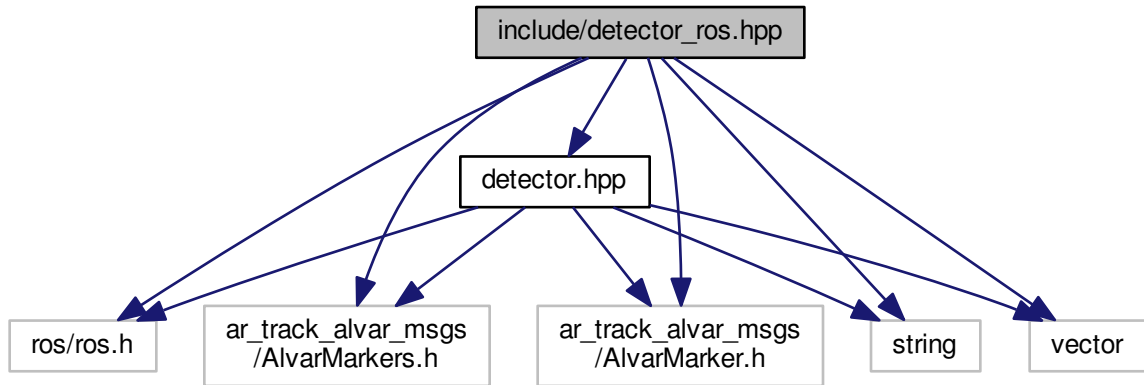 include/detector_ros.hpp
detector.hpp
ros/ros.h
ar_track_alvar_msgs
/AlvarMarkers.h
ar_track_alvar_msgs
/AlvarMarker.h
string
vector